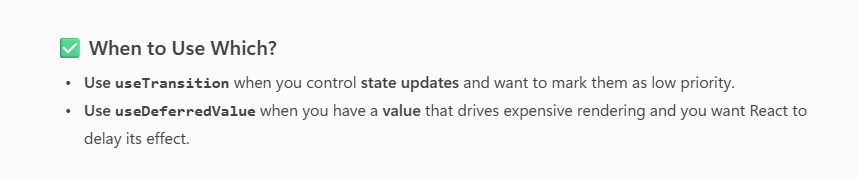 ✅ When to Use Which?
• Use useTransition when you control state updates and want to mark them as low priority.
• Use useDeferredValue when you have a value that drives expensive rendering and you want React to
delay its effect.